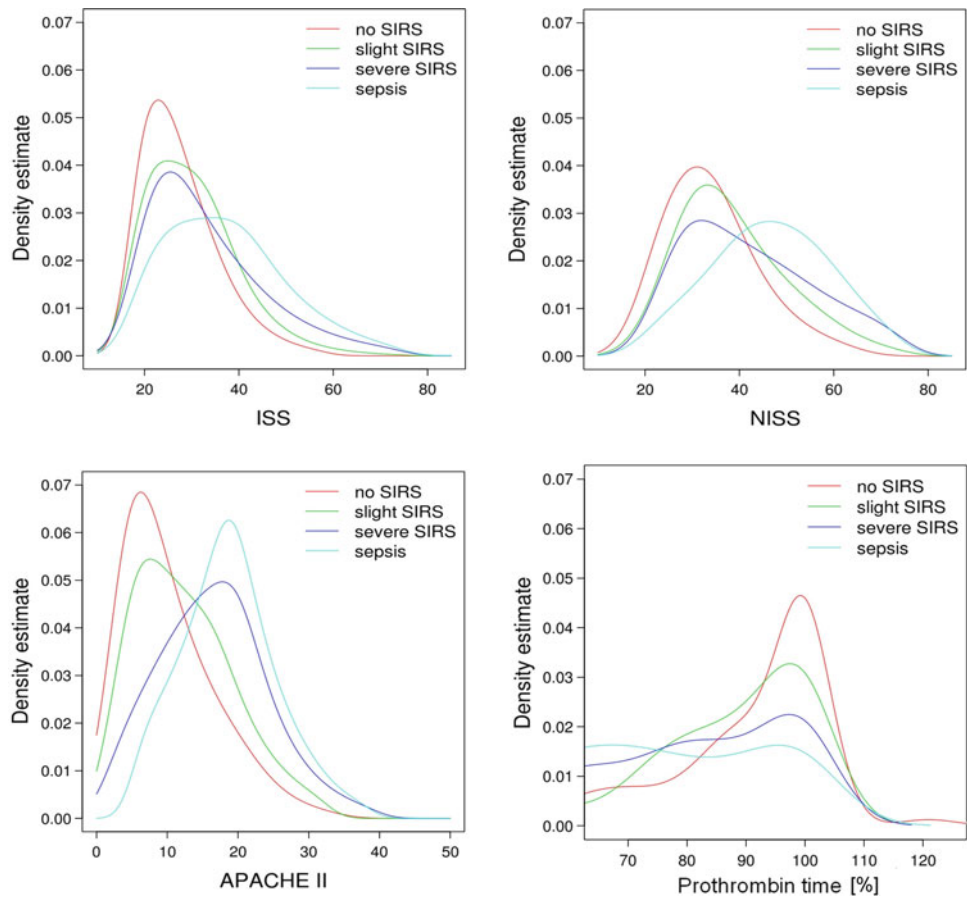 0.07
0.06
0.05
0.04
0.03
0.02
0.01
0.00
Density estimate
no SIRS
slight SIRS
severe SIRS
sepsis
20 40 60 80
ISS
0.07
0.06
0.05
0.04
0.03
0.02
0.01
0.00
Density estimate
no SIRS
slight SIRS
severe SIRS
sepsis
20 40 60 80
NISS
0.07
0.06
0.05
0.04
0.03
0.02
0.01
0.00
Density estimate
no SIRS
slight SIRS
severe SIRS
sepsis
0 10 20 30 40 50
APACHE II
0.07
0.06
0.05
0.04
0.03
0.02
0.01
0.00
Density estimate
no SIRS
slight SIRS
severe SIRS
sepsis
70 80 90 100 110 120
Prothrombin time [%]